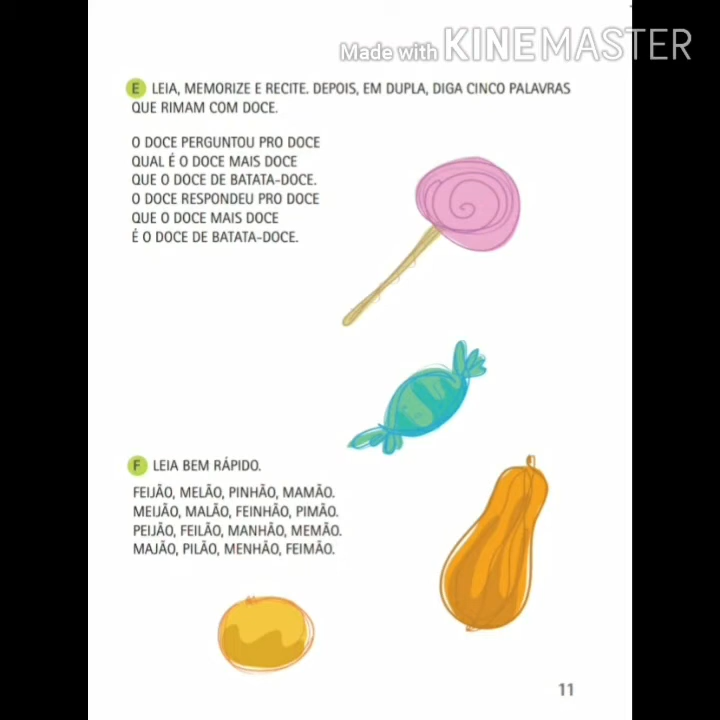 Made with KINEMASTER
E LEIA, MEMORIZE E RECITE. DEPOIS, EM DUPLA, DIGA CINCO PALAVRAS
QUE RIMAM COM DOCE.
O DOCE PERGUNTOU PRO DOCE
QUAL É O DOCE MAIS DOCE
QUE O DOCE DE BATATA-DOCE.
O DOCE RESPONDEU PRO DOCE
QUE O DOCE MAIS DOCE
É O DOCE DE BATATA-DOCE.
F LEIA BEM RÁPIDO.
FEIJÃO, MELÃO, PINHÃO, MAMÃO.
MEIJÃO, MALÃO, FEINHÃO, PIMÃO.
PEIJÃO, FEILÃO, MANHÃO, MEMÃO.
MAJÃO, PILÃO, MENHÃO, FEIMÃO.
11